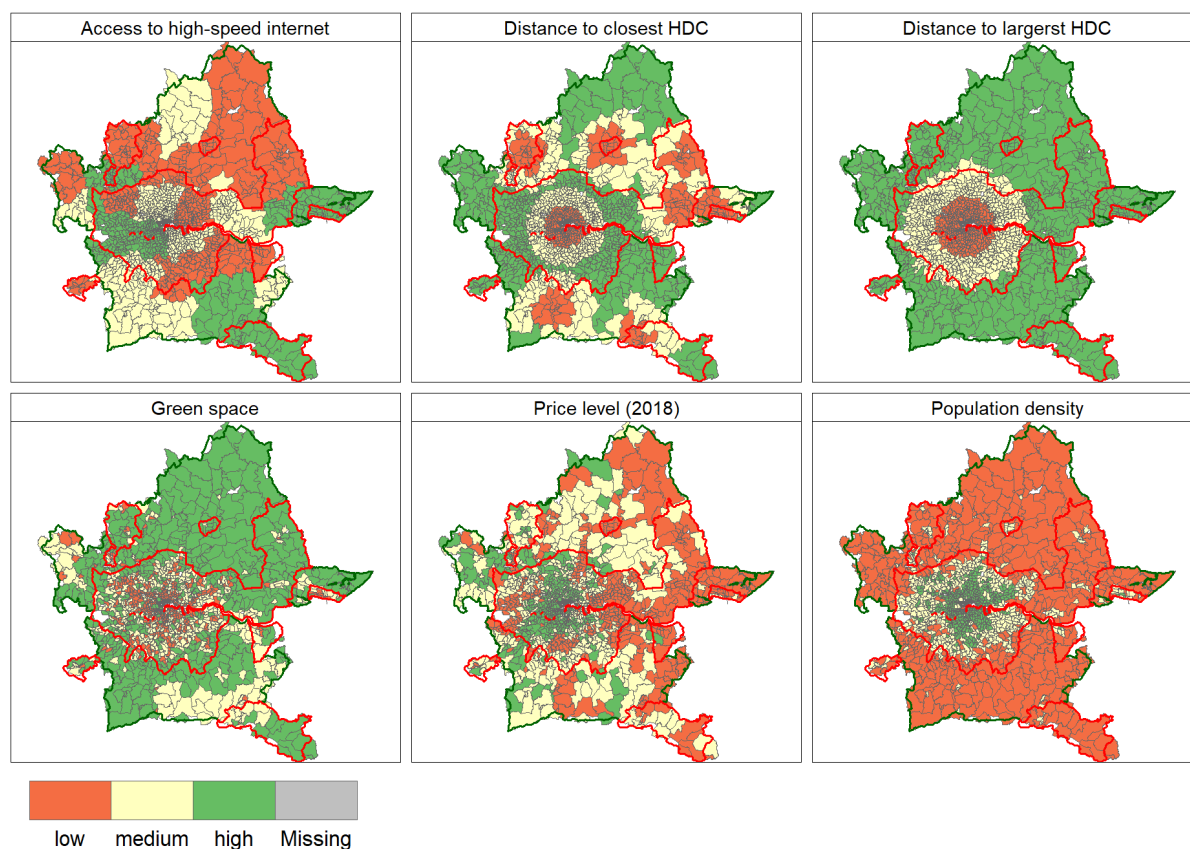 Access to high-speed internet
Distance to closest HDC
Distance to largerst HDC
Green space
Price level (2018)
Population density
low medium high Missing